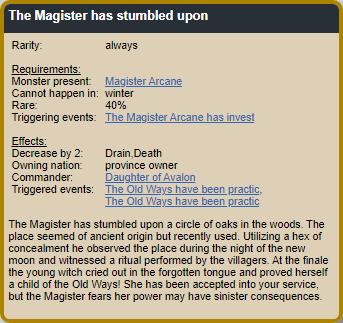 The Magister has stumbled upon
Rarity: always
Requirements:
Monster present: Magister Arcane
Cannot happen in: winter
Rare: 40%
Triggering events: The Magister Arcane has invest
Effects:
Decrease by 2: Drain,Death
Owning nation: province owner
Commander: Daughter of Avalon
Triggered events: The Old Ways have been practic,
The Old Ways have been practic
The Magister has stumbled upon a circle of oaks in the woods. The
place seemed of ancient origin but recently used. Utilizing a hex of
concealment he observed the place during the night of the new
moon and witnessed a ritual performed by the villagers. At the finale
the young witch cried out in the forgotten tongue and proved herself
a child of the Old Ways! She has been accepted into your service,
but the Magister fears her power may have sinister consequences.